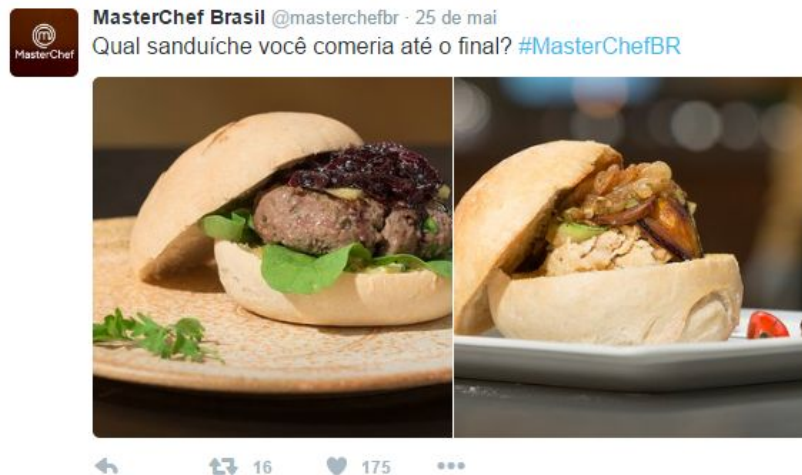 MasterChef Brasil @masterchefbr · 25 de mai
MasterChef
Qual sanduíche você comeria até o final? #MasterChefBR
16 175